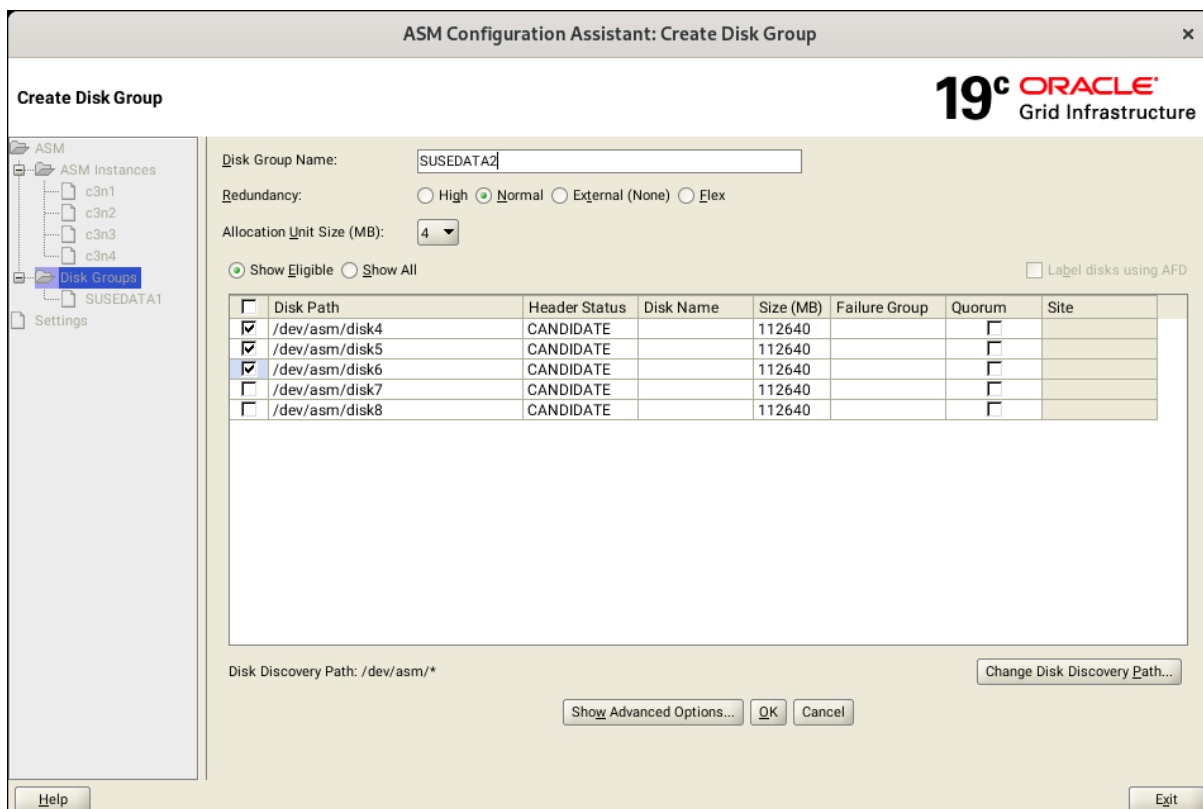 ASM Configuration Assistant: Create Disk Group ×
Create Disk Group
19c ORACLE
Grid Infrastructure
ASM
ASM Instances
c3n1
c3n2
c3n3
c3n4
Disk Groups
SUSEDATA1
Settings
Disk Group Name: SUSEDATA2
Redundancy: High Normal External (None) Flex
Allocation Unit Size (MB): 4
Show Eligible Show All Label disks using AFD
Disk Path Header Status Disk Name Size (MB) Failure Group Quorum Site
/dev/asm/disk4 CANDIDATE 112640
/dev/asm/disk5 CANDIDATE 112640
/dev/asm/disk6 CANDIDATE 112640
/dev/asm/disk7 CANDIDATE 112640
/dev/asm/disk8 CANDIDATE 112640
Disk Discovery Path: /dev/asm/* Change Disk Discovery Path...
Show Advanced Options... OK Cancel
Help Exit